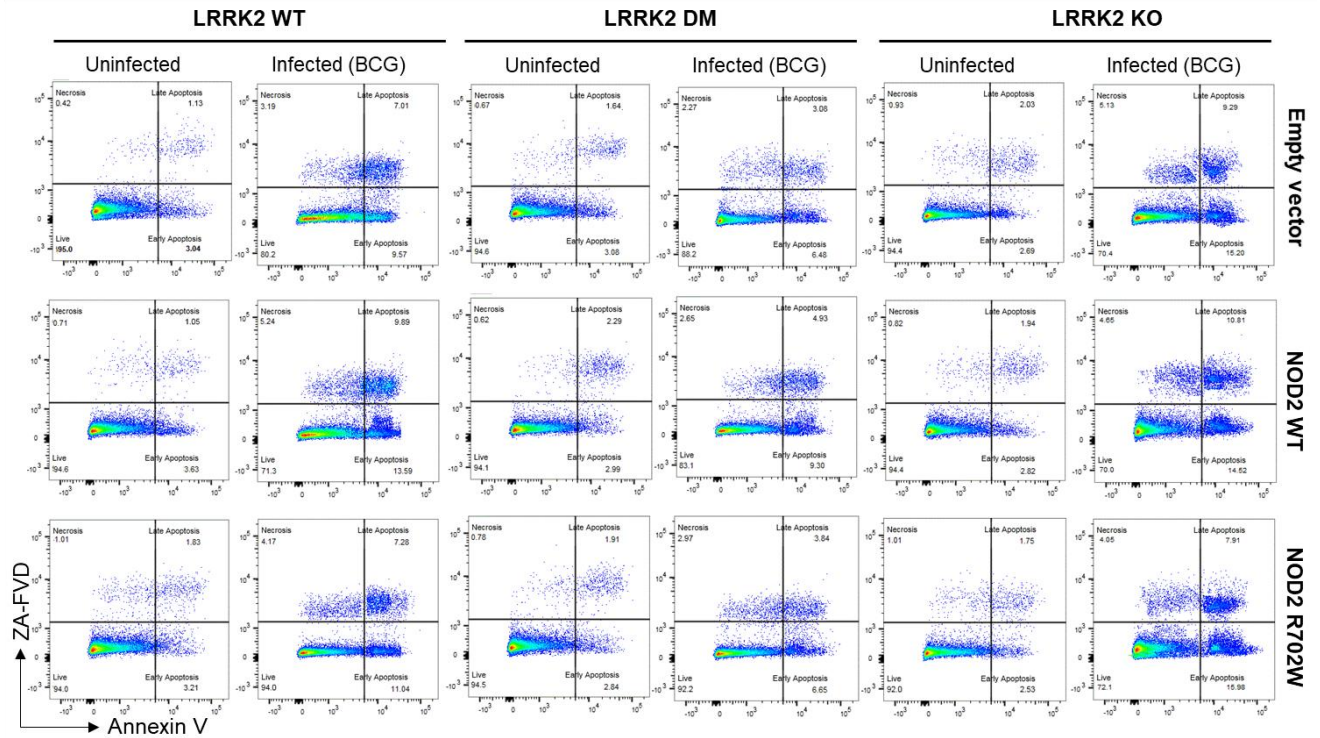 LRRK2 WT LRRK2 DM LRRK2 KO
Uninfected Infected (BCG) Uninfected Infected (BCG) Uninfected Infected (BCG)
Necrosis 0.42 Late Apoptosis 1.13
Live 95.0 Early Apoptosis 3.04
Necrosis 3.19 Late Apoptosis 7.01
Live 80.2 Early Apoptosis 9.57
Necrosis 0.67 Late Apoptosis 1.64
Live 94.6 Early Apoptosis 3.08
Necrosis 2.27 Late Apoptosis 3.08
Live 88.2 Early Apoptosis 6.48
Necrosis 0.93 Late Apoptosis 2.03
Live 94.4 Early Apoptosis 2.69
Necrosis 5.13 Late Apoptosis 9.29
Live 70.4 Early Apoptosis 15.20
Empty vector
Necrosis 0.71 Late Apoptosis 1.05
Live 94.6 Early Apoptosis 3.63
Necrosis 5.24 Late Apoptosis 9.89
Live 71.3 Early Apoptosis 13.59
Necrosis 0.62 Late Apoptosis 2.29
Live 94.1 Early Apoptosis 2.99
Necrosis 2.65 Late Apoptosis 4.93
Live 83.1 Early Apoptosis 9.30
Necrosis 0.82 Late Apoptosis 1.94
Live 94.4 Early Apoptosis 2.82
Necrosis 4.66 Late Apoptosis 10.81
Live 70.0 Early Apoptosis 14.52
NOD2 WT
Necrosis 1.01 Late Apoptosis 1.83
Live 94.0 Early Apoptosis 3.21
Necrosis 4.17 Late Apoptosis 7.28
Live 94.0 Early Apoptosis 11.04
Necrosis 0.78 Late Apoptosis 1.91
Live 94.5 Early Apoptosis 2.84
Necrosis 2.97 Late Apoptosis 3.84
Live 92.2 Early Apoptosis 6.65
Necrosis 1.01 Late Apoptosis 1.75
Live 92.0 Early Apoptosis 2.53
Necrosis 4.05 Late Apoptosis 7.91
Live 72.1 Early Apoptosis 15.98
NOD2 R702W
ZA-FVD
Annexin V